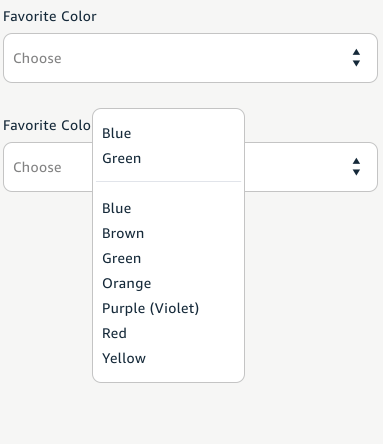 Favorite Color
Choose
Favorite Colo
Choose
Blue
Green
Blue
Brown
Green
Orange
Purple (Violet)
Red
Yellow